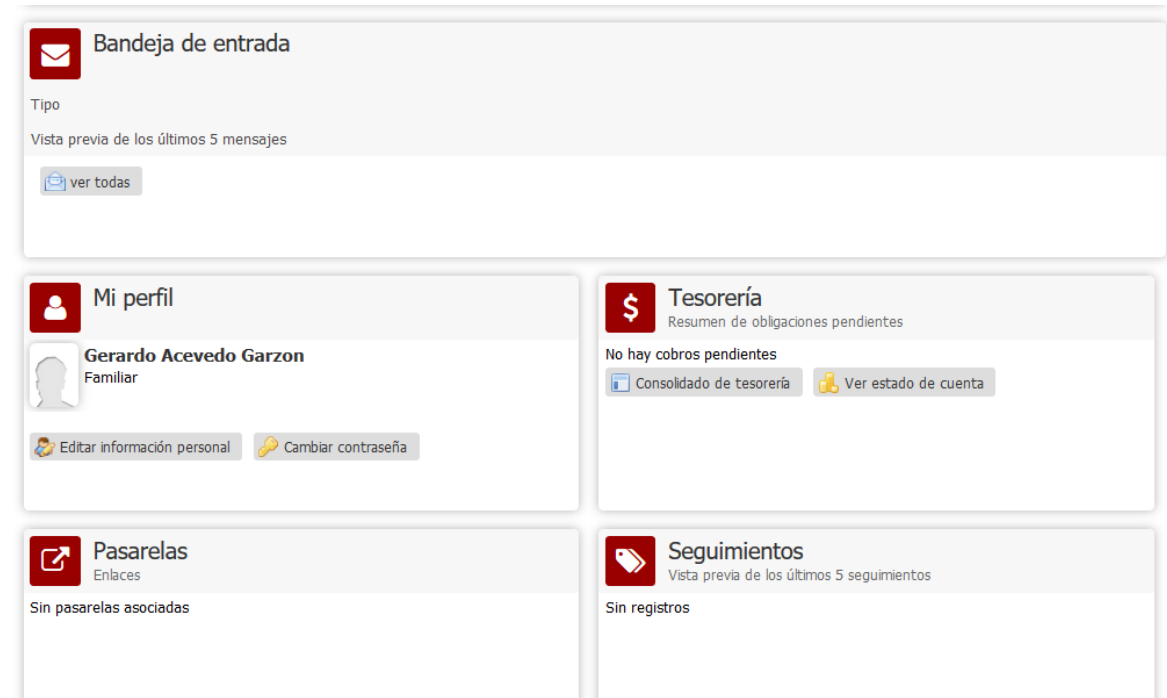 Bandeja de entrada
Tipo
Vista previa de los últimos 5 mensajes
ver todas
Mi perfil
Gerardo Acevedo Garzon
Familiar
Editar información personal
Cambiar contraseña
Tesorería
Resumen de obligaciones pendientes
No hay cobros pendientes
Consolidado de tesorería
Ver estado de cuenta
Pasarelas
Enlaces
Sin pasarelas asociadas
Seguimientos
Vista previa de los últimos 5 seguimientos
Sin registros